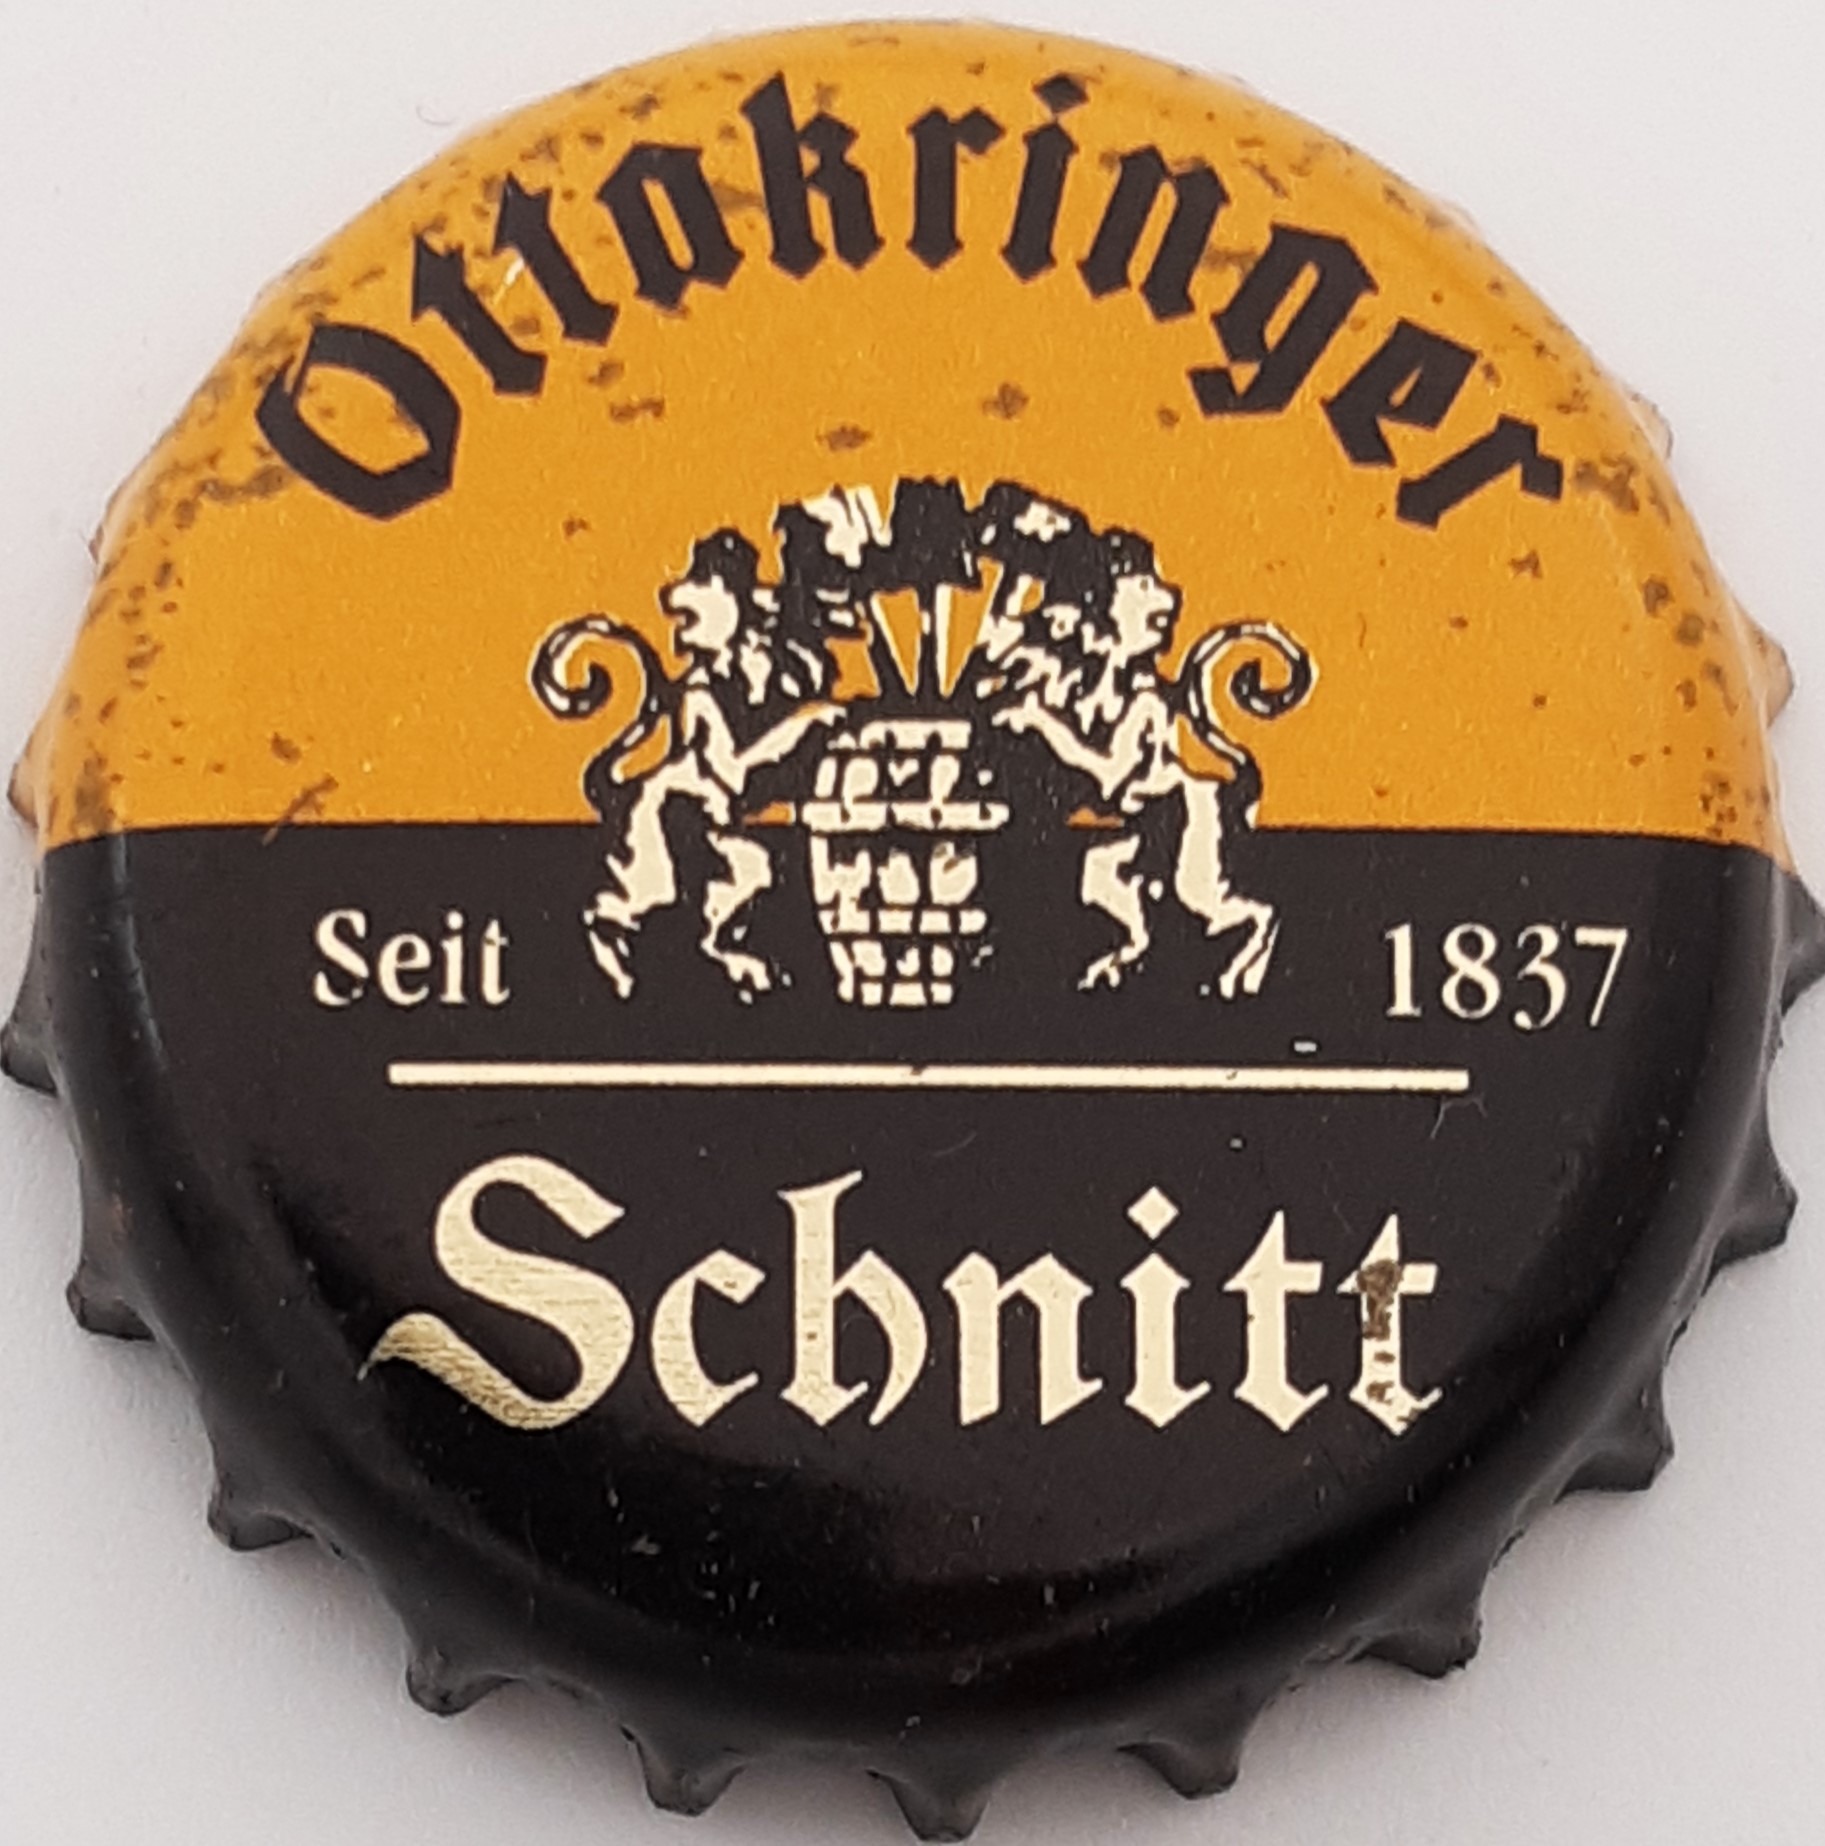 Ottakringer
Seit 1837
Schnitt